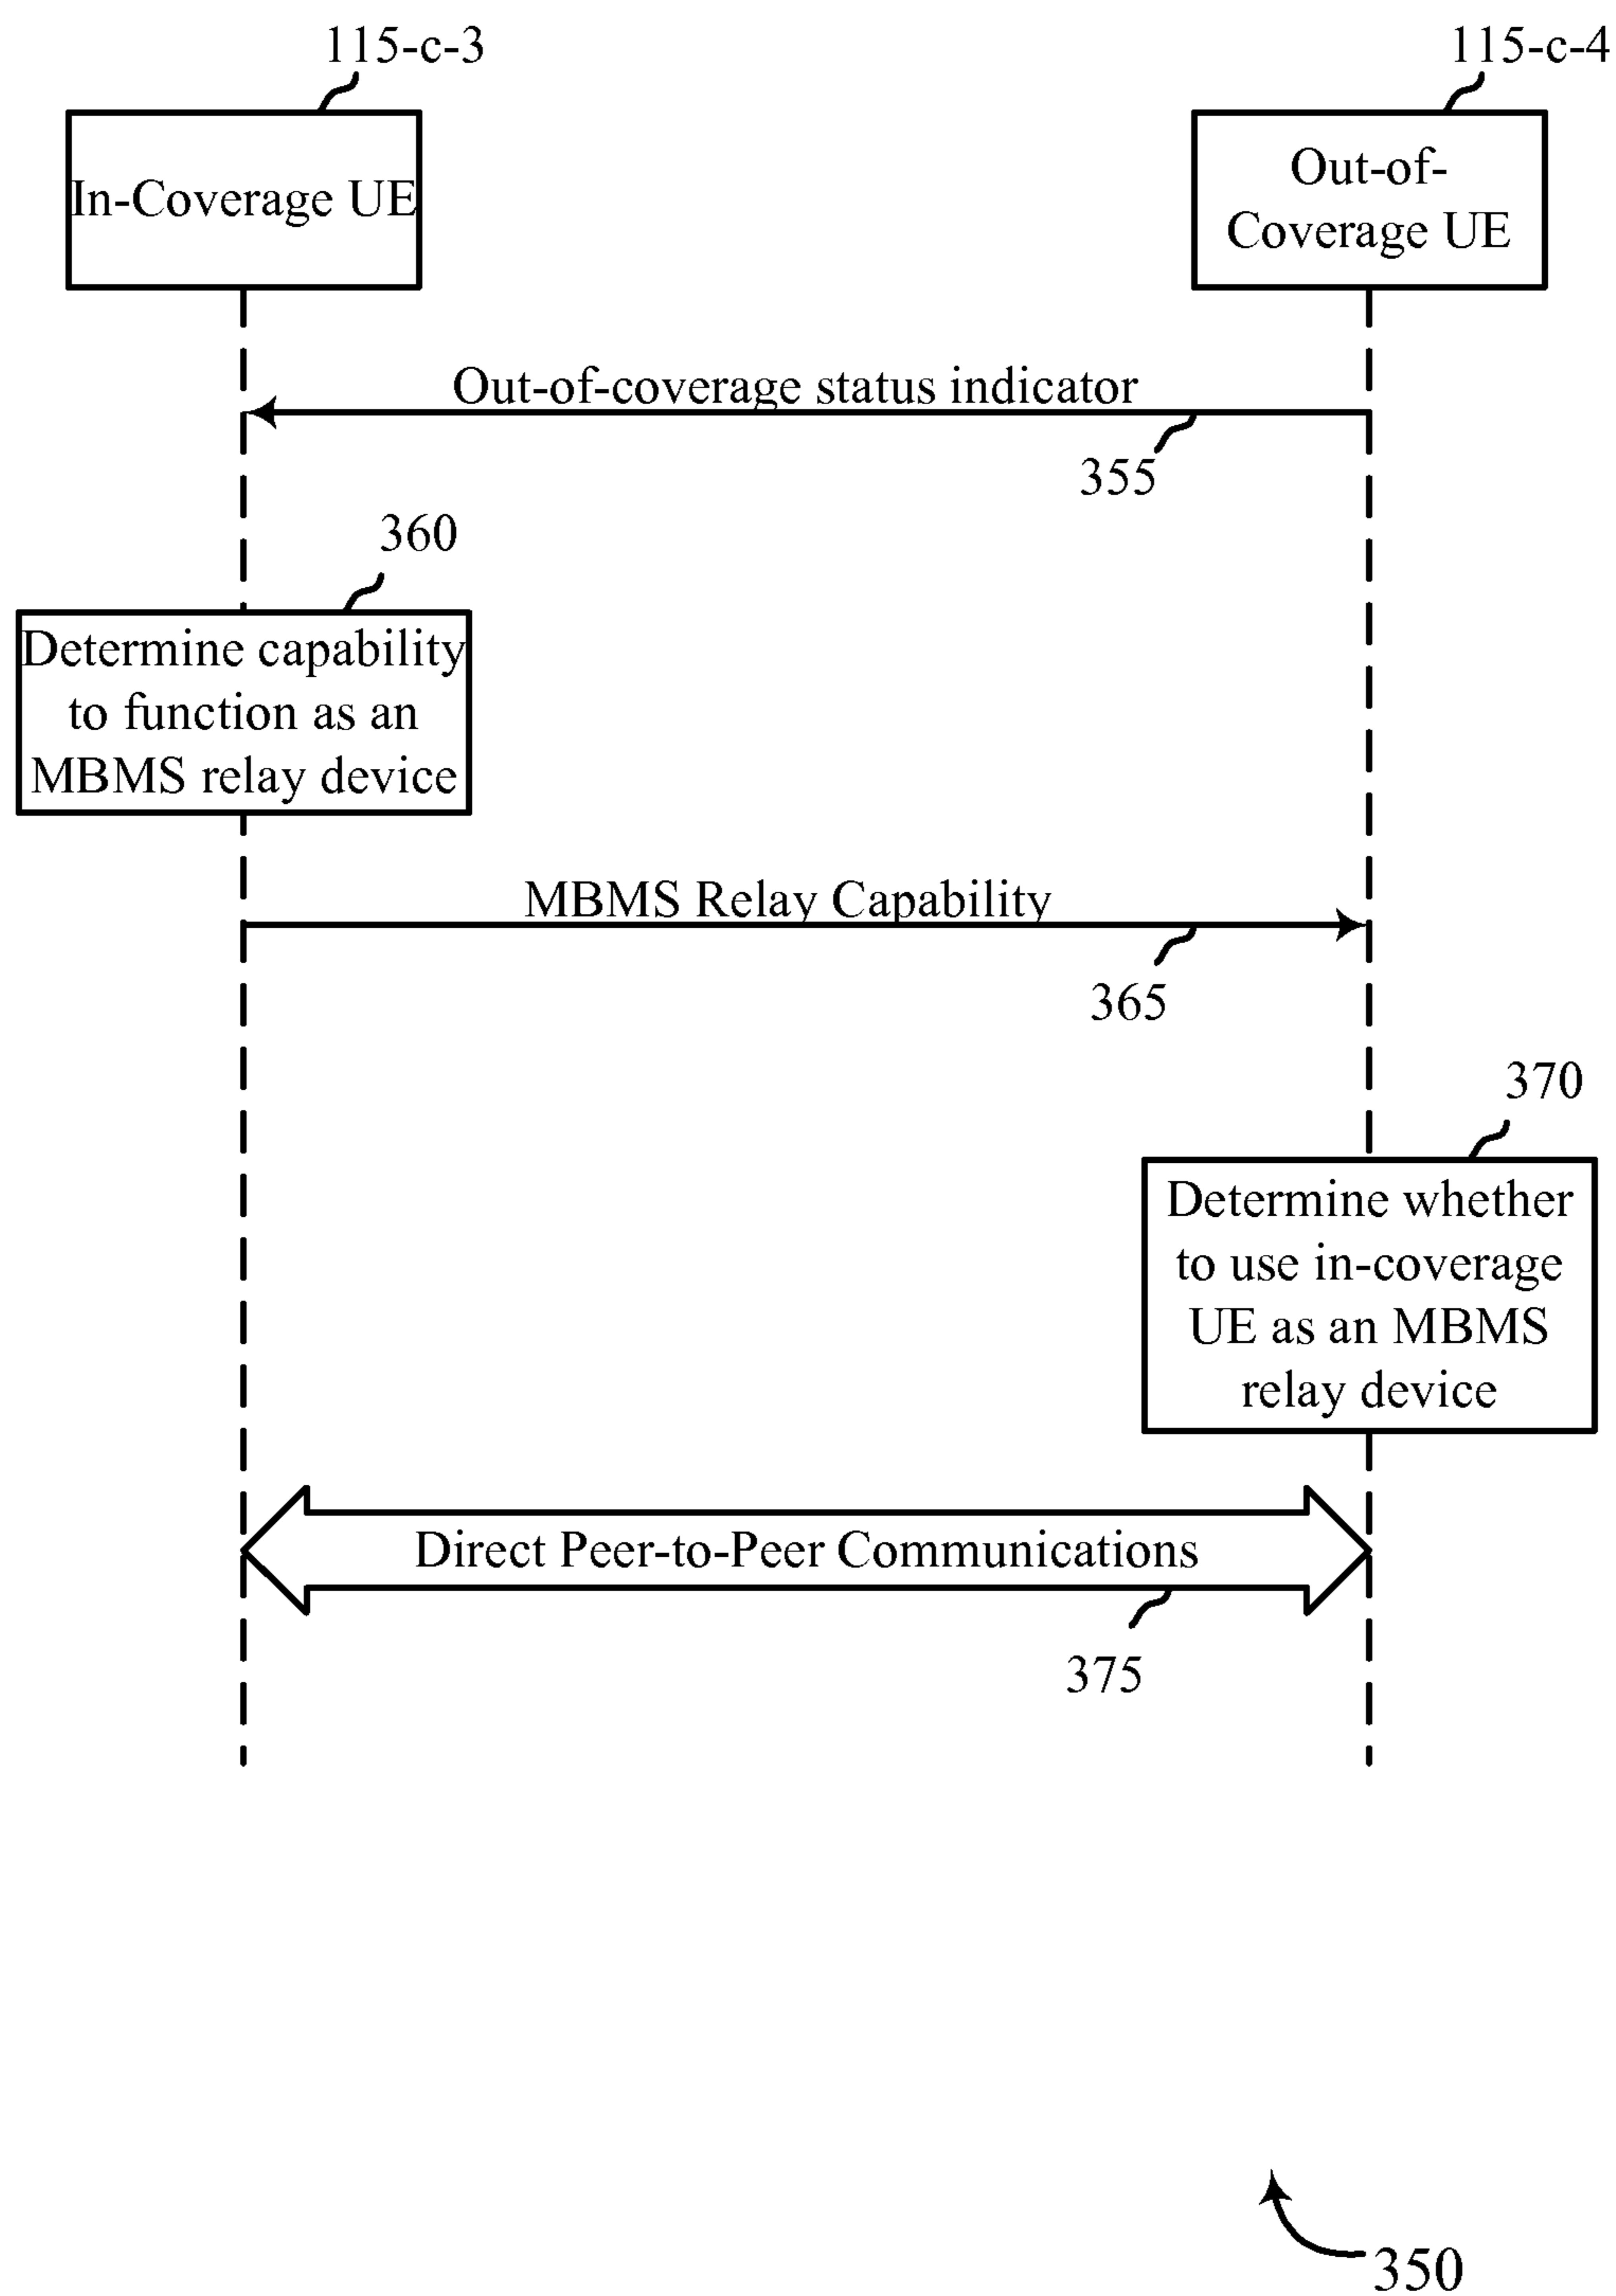 115-c-3
115-c-4
In-Coverage UE
Out-of-
Coverage UE
Out-of-coverage status indicator
355
360
Determine capability
to function as an
MBMS relay device
MBMS Relay Capability
365
370
Determine whether
to use in-coverage
UE as an MBMS
relay device
Direct Peer-to-Peer Communications
375
350